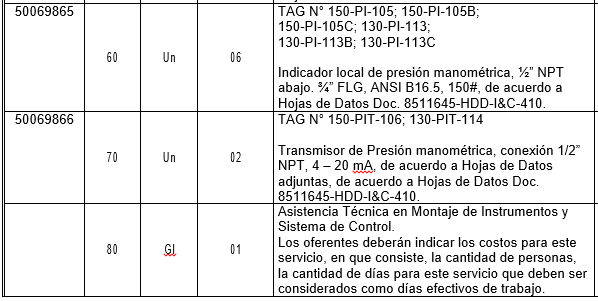 50069865
60 Un 06
TAG N° 150-PI-105; 150-PI-105B;
150-PI-105C; 130-PI-113;
130-PI-113B; 130-PI-113C
Indicador local de presión manométrica, ½” NPT
abajo. ¾” FLG, ANSI B16.5, 150#, de acuerdo a
Hojas de Datos Doc. 8511645-HDD-I&C-410.
50069866
70 Un 02
TAG N° 150-PIT-106; 130-PIT-114
Transmisor de Presión manométrica, conexión 1/2”
NPT, 4 – 20 mA, de acuerdo a Hojas de Datos
adjuntas, de acuerdo a Hojas de Datos Doc.
8511645-HDD-I&C-410.
80 Gl 01
Asistencia Técnica en Montaje de Instrumentos y
Sistema de Control.
Los oferentes deberán indicar los costos para este
servicio, en que consiste, la cantidad de personas,
la cantidad de días para este servicio que deben ser
considerados como días efectivos de trabajo.